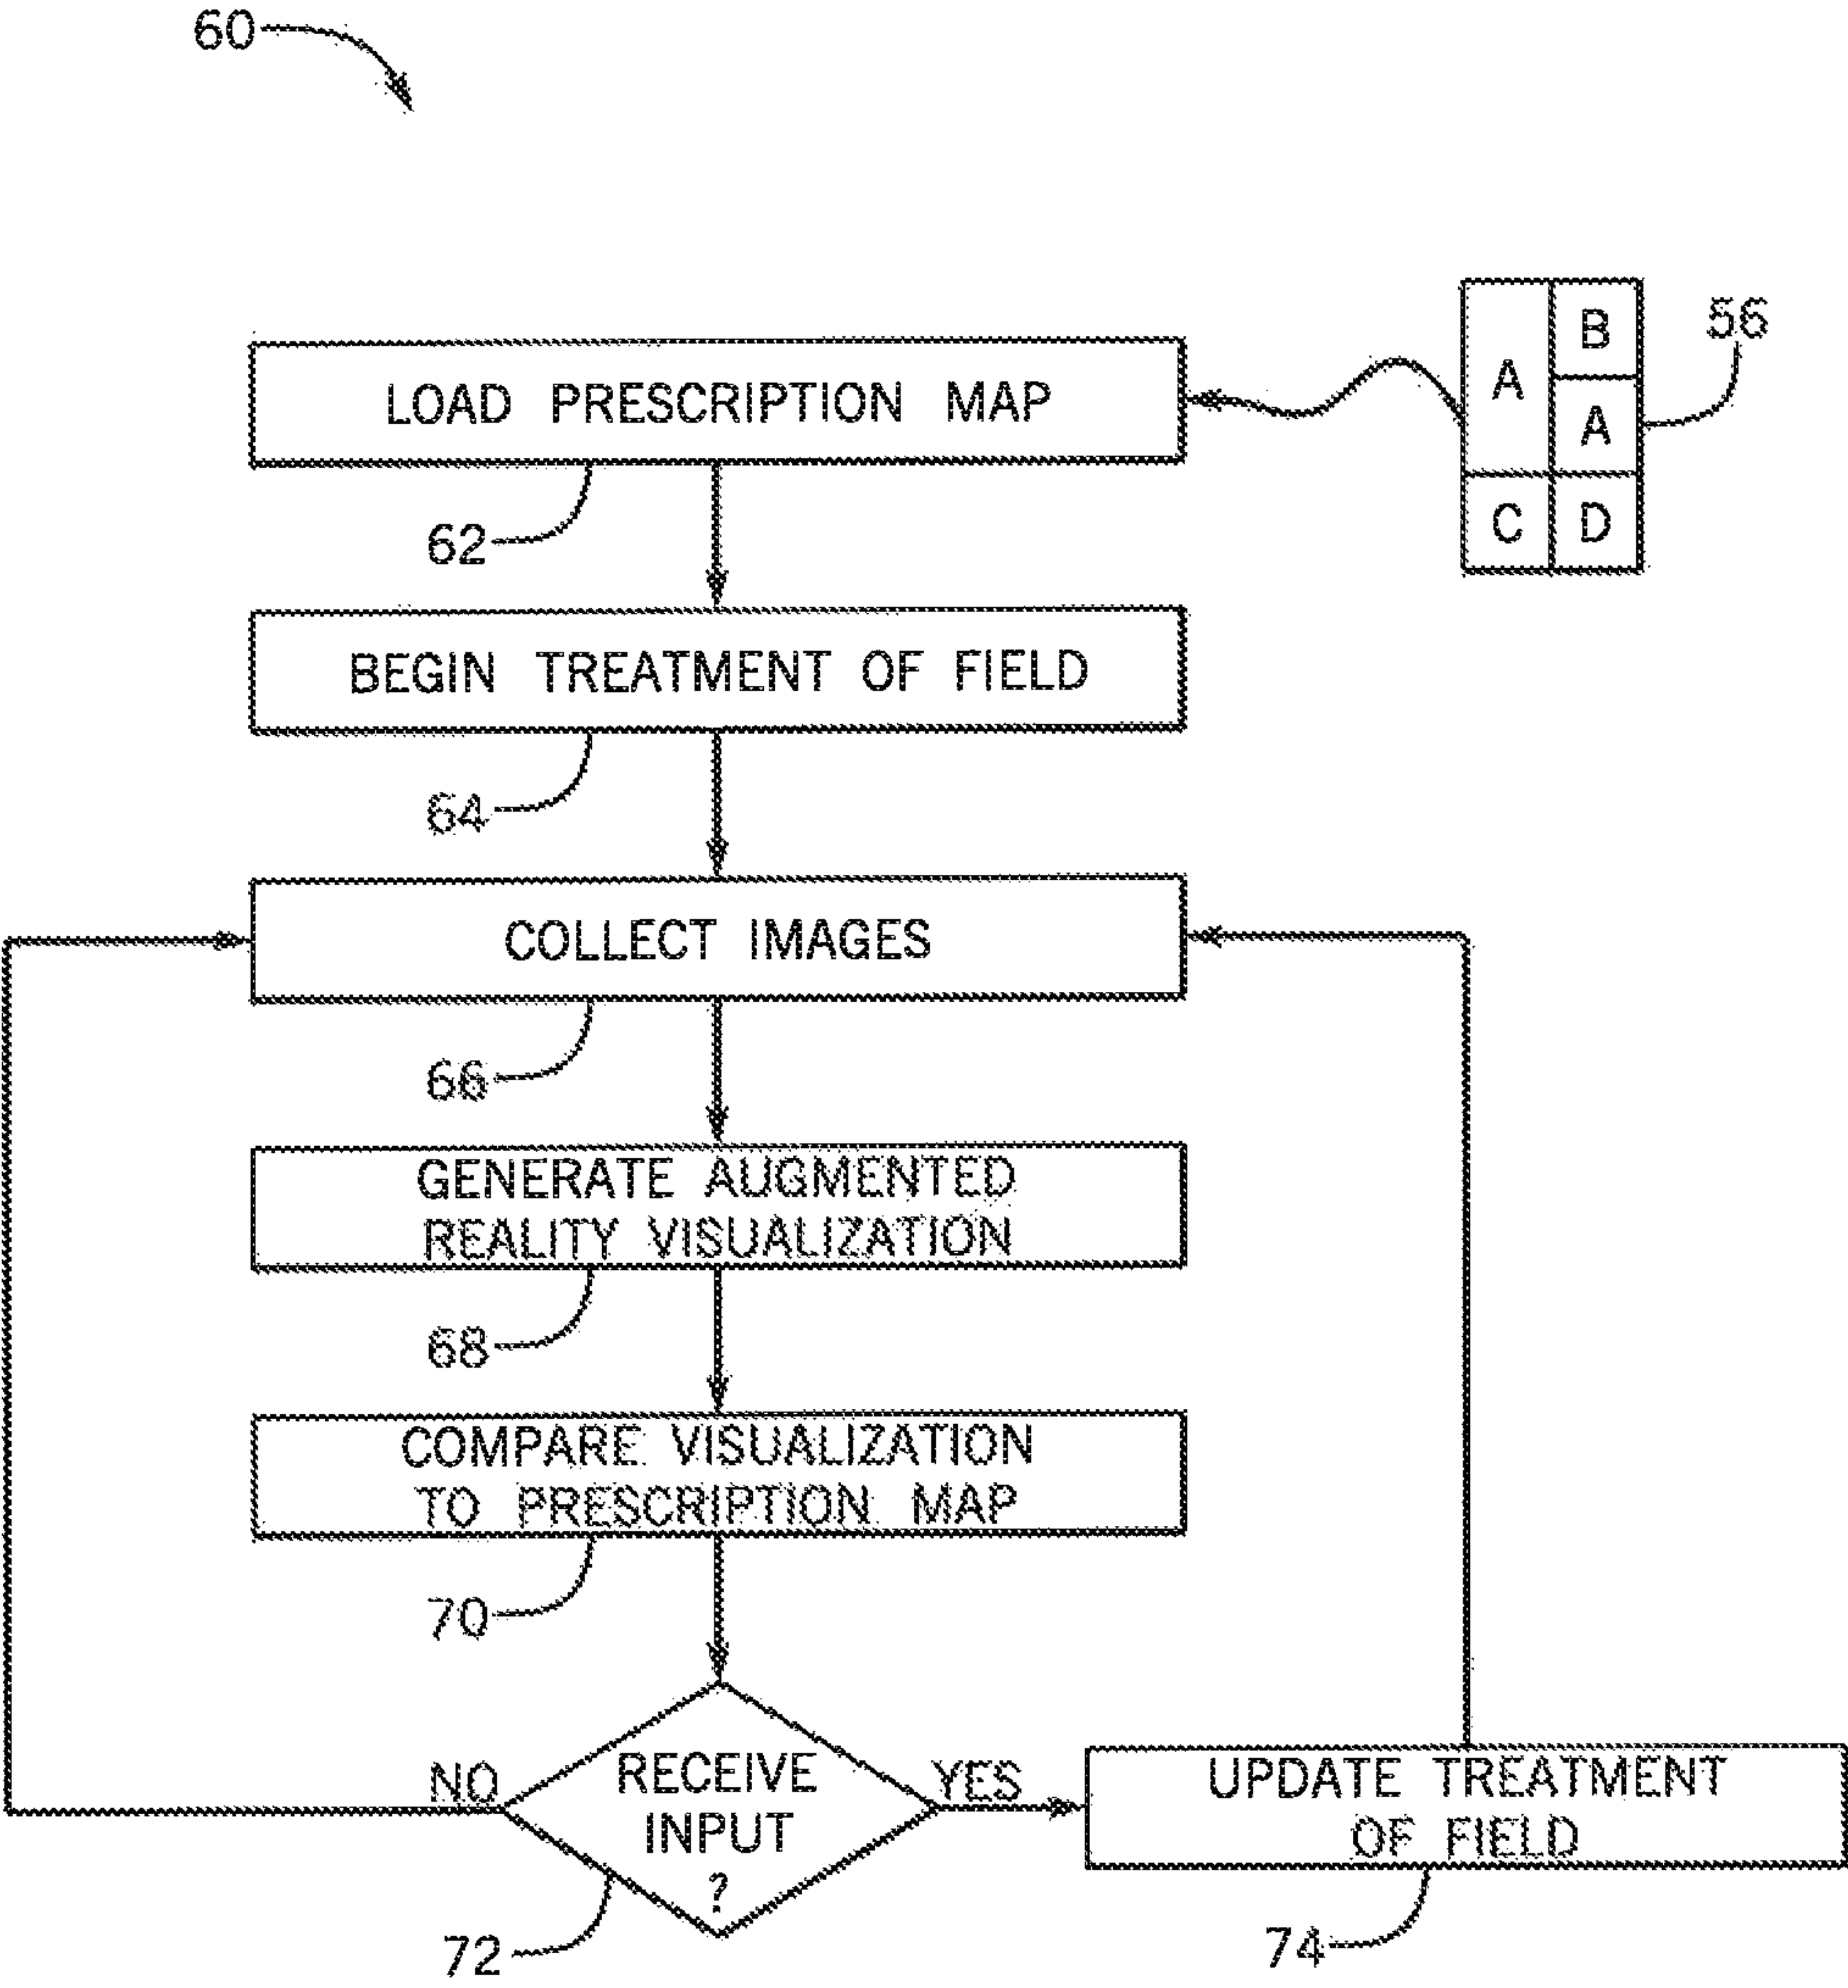 60
B
56
A
LOAD PRESCRIPTION MAP
A
C
D
62
BEGIN TREATMENT OF FIELD
64
COLLECT IMAGES
66
GENERATE AUGMENTED
REALITY VISUALIZATION
68
COMPARE VISUALIZATION
TO PRESCRIPTION MAP
70
NO
RECEIVE
INPUT
?
YES
UPDATE TREATMENT
OF FIELD
72
74